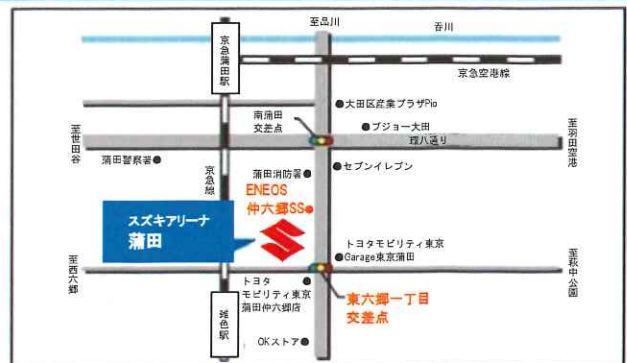 至品川
呑川
京急
蒲田
駅
京急空港線
大田区産業プラザPio
南蒲田
交差点
プジョー大田
至羽田空港
至世田谷
環八通り
蒲田警察署
京急線
セブンイレブン
蒲田消防署
ENEOS
仲六郷SS
スズキアリーナ
蒲田
トヨタモビリティ東京
Garage東京蒲田
至萩中公園
至西六郷
トヨタ
モビリティ東京
蒲田仲六郷店
東六郷一丁目
交差点
雑色駅
OKストア